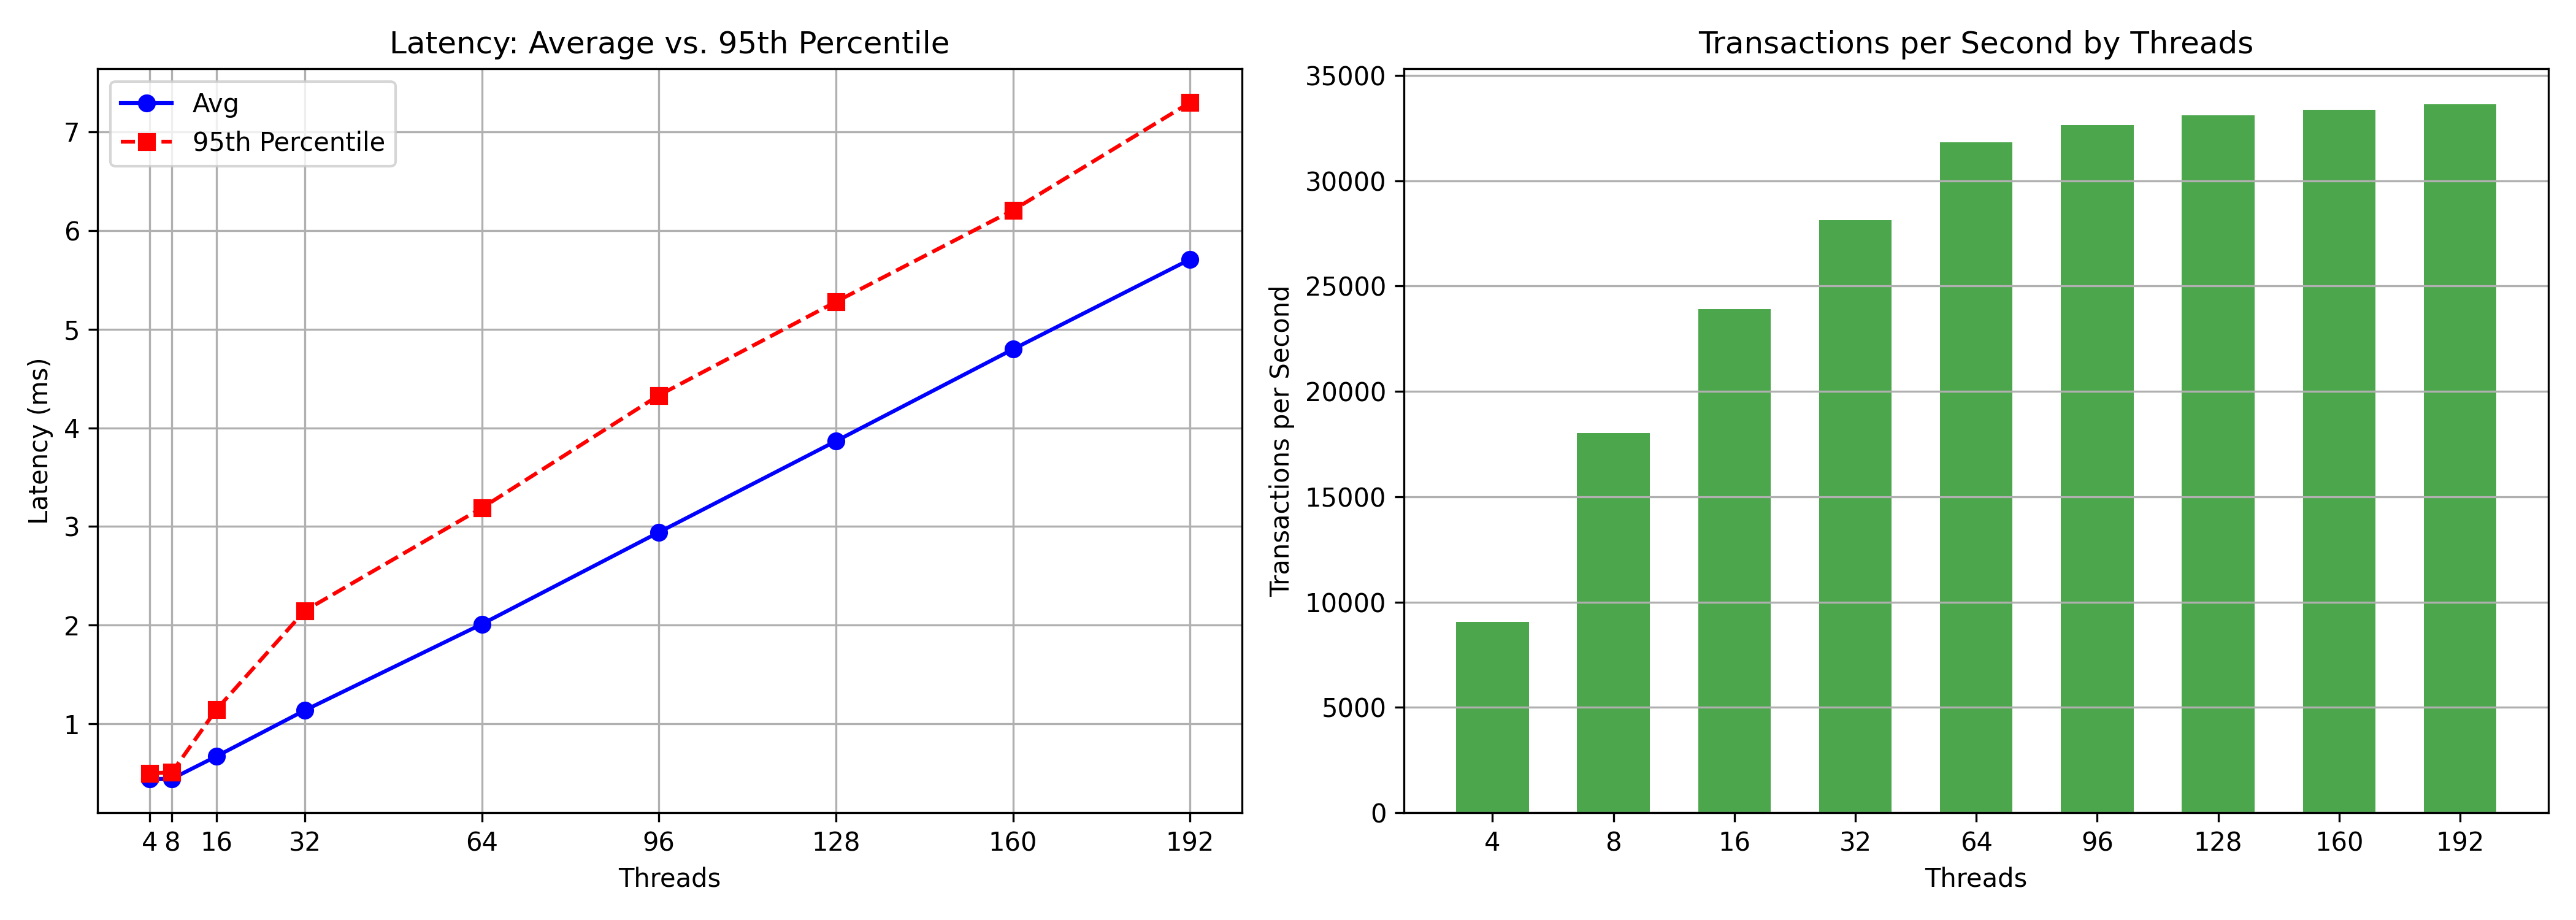 Latency: Average vs. 95th Percentile
Avg
95th Percentile
Latency (ms)
7
6
5
4
3
2
1
4 8 16 32 64 96 128 160 192
Threads
Transactions per Second by Threads
Transactions per Second
35000
30000
25000
20000
15000
10000
5000
0
4 8 16 32 64 96 128 160 192
Threads